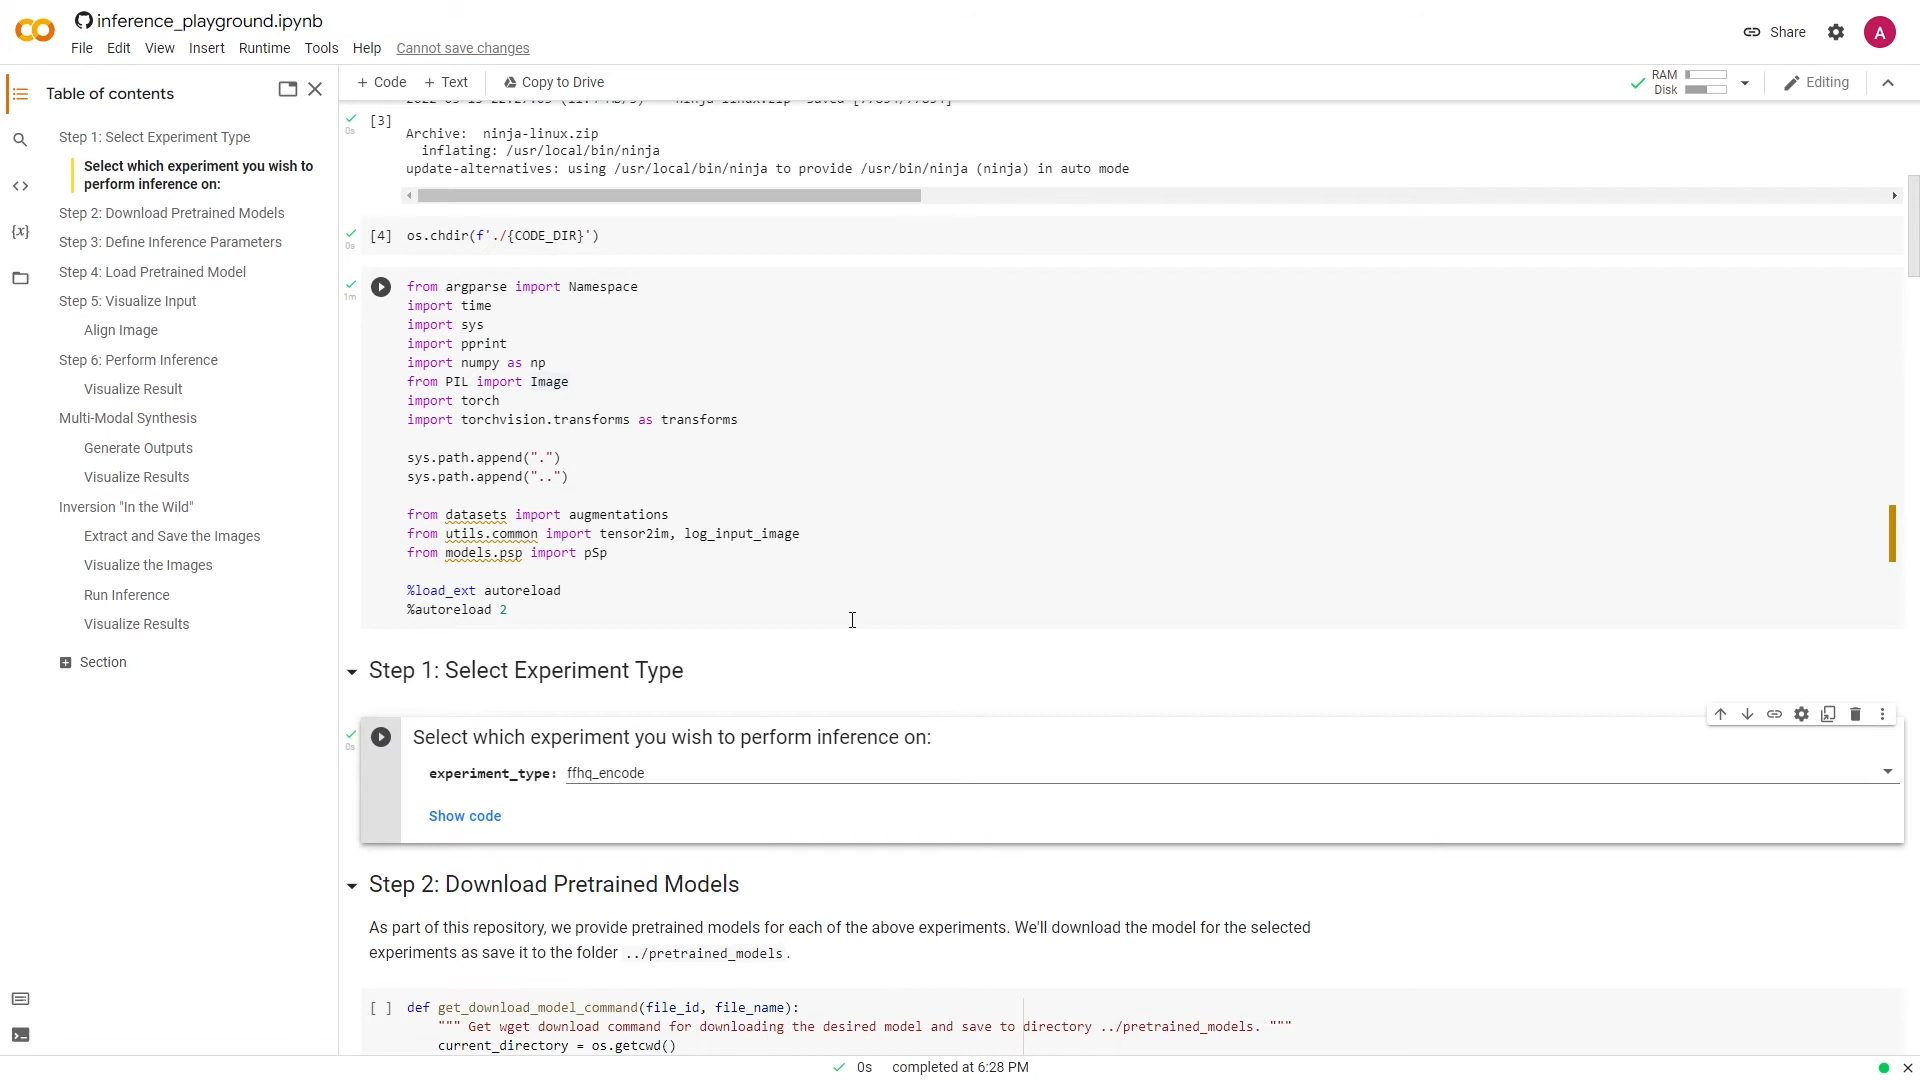 inference_playground.ipynb
File Edit View Insert Runtime Tools Help Cannot save changes
Share
A
Table of contents
Step 1: Select Experiment Type
Select which experiment you wish to
perform inference on:
Step 2: Download Pretrained Models
Step 3: Define Inference Parameters
Step 4: Load Pretrained Model
Step 5: Visualize Input
Align Image
Step 6: Perform Inference
Visualize Result
Multi-Modal Synthesis
Generate Outputs
Visualize Results
Inversion "In the Wild"
Extract and Save the Images
Visualize the Images
Run Inference
Visualize Results
Section
+ Code + Text Copy to Drive
RAM
Disk
Editing
[3]
0s
Archive:  ninja-linux.zip
inflating: /usr/local/bin/ninja
update-alternatives: using /usr/local/bin/ninja to provide /usr/bin/ninja (ninja) in auto mode
[4] os.chdir(f'./{CODE_DIR}')
0s
from argparse import Namespace
1m
import time
import sys
import pprint
import numpy as np
from PIL import Image
import torch
import torchvision.transforms as transforms
sys.path.append(".")
sys.path.append("..")
from datasets import augmentations
from utils.common import tensor2im, log_input_image
from models.psp import pSp
%load_ext autoreload
%autoreload 2
Step 1: Select Experiment Type
Select which experiment you wish to perform inference on:
0s
experiment_type: ffhq_encode
Show code
Step 2: Download Pretrained Models
As part of this repository, we provide pretrained models for each of the above experiments. We'll download the model for the selected
experiments as save it to the folder ../pretrained_models.
[ ] def get_download_model_command(file_id, file_name):
""" Get wget download command for downloading the desired model and save to directory ../pretrained_models. """
current_directory = os.getcwd()
0s completed at 6:28 PM